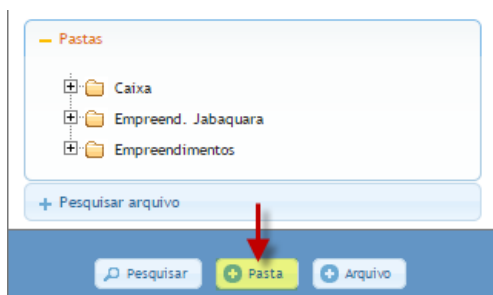 Pastas
Caixa
Empreend. Jabaquara
Empreendimentos
Pesquisar arquivo
Pesquisar Pasta Arquivo